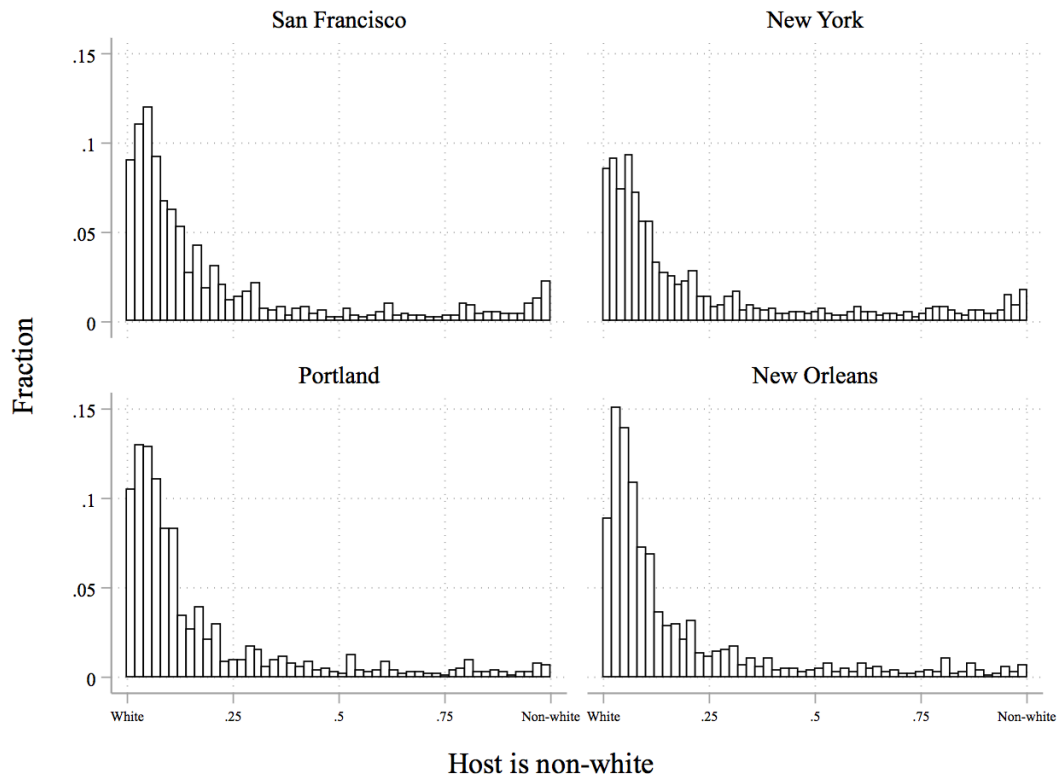 San Francisco
New York
.15
.1
.05
0
Portland
New Orleans
.15
.1
.05
0
White
.25
.5
.75
Non-white
White
.25
.5
.75
Non-white
Fraction
Host is non-white